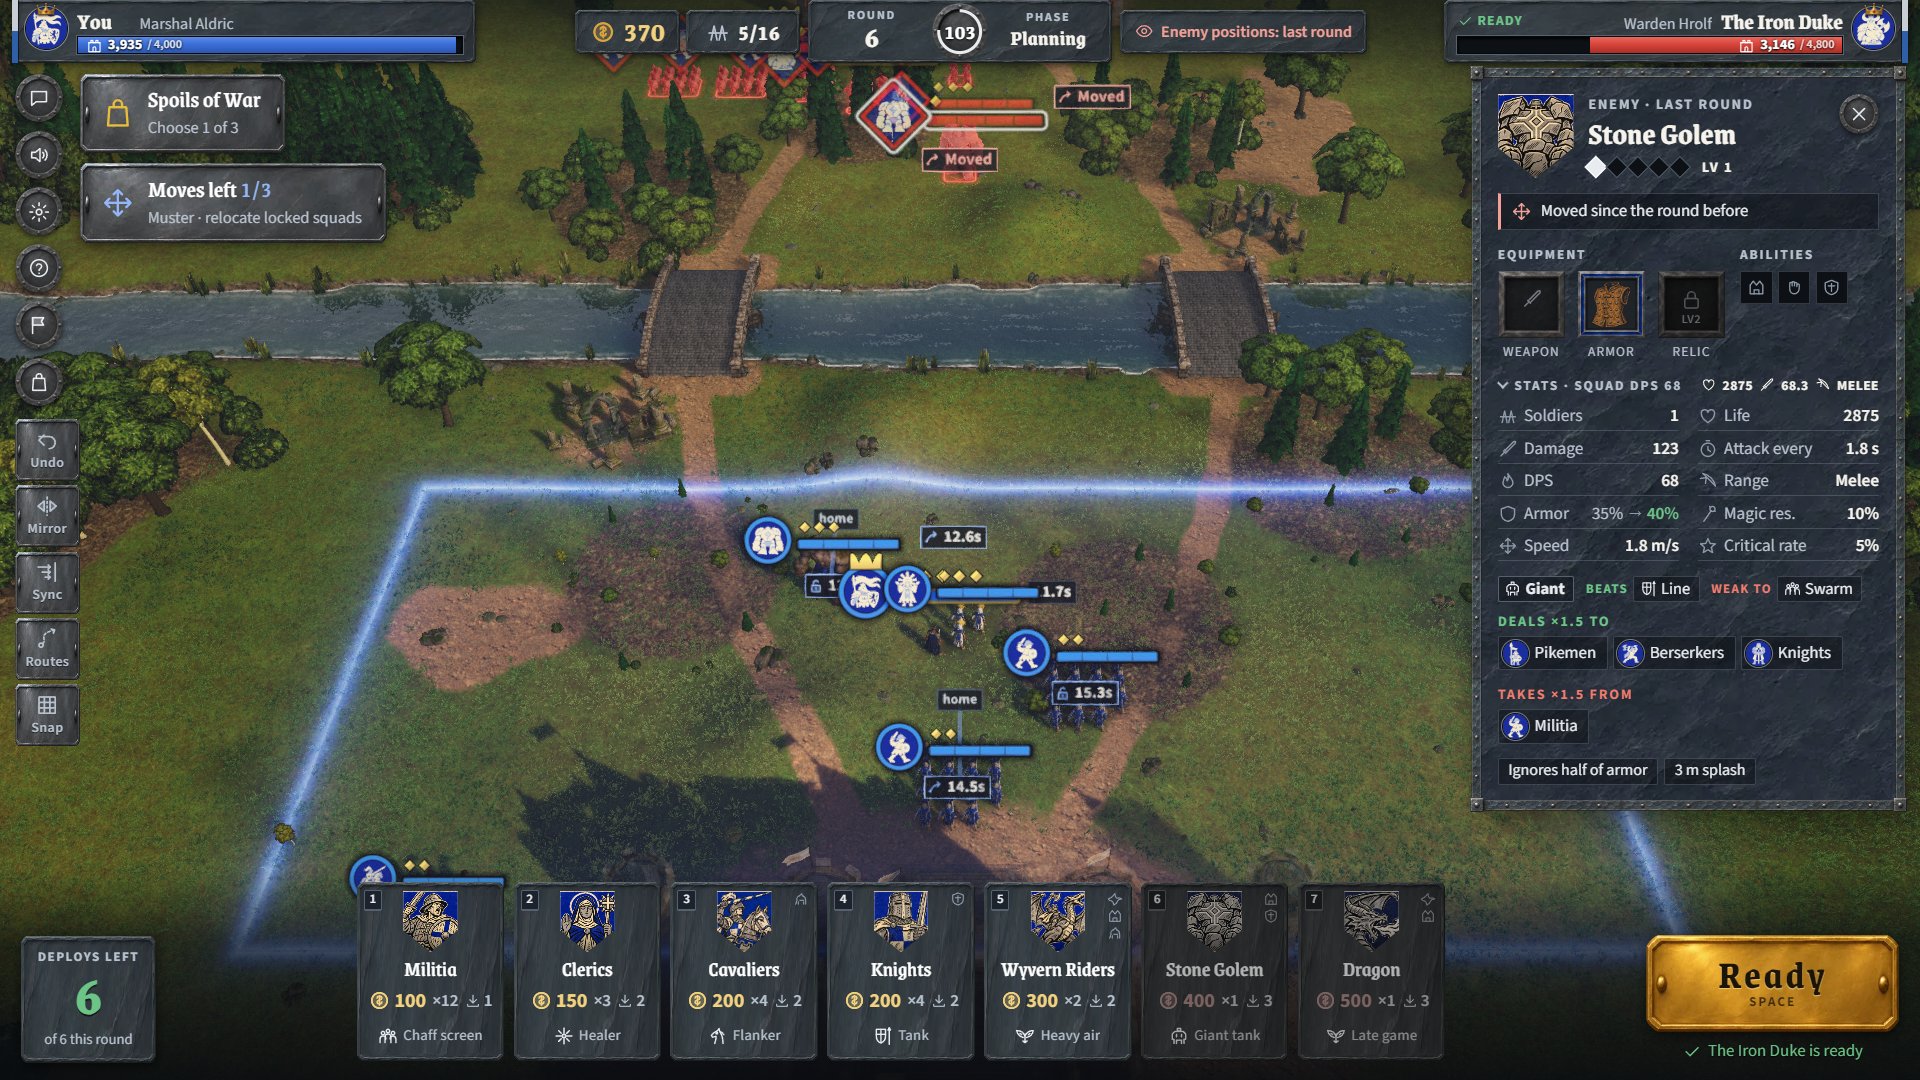 You
Marshal Aldric
3,935 / 4,000
370
5/16
ROUND
6
103
PHASE
Planning
Enemy positions: last round
READY
Warden Hrolf The Iron Duke
3,146 / 4,800
Spoils of War
Choose 1 of 3
Moves left 1/3
Muster · relocate locked squads
Undo
Mirror
Sync
Routes
Snap
Moved
Moved
home
12.6s
1.7s
15.3s
home
14.5s
ENEMY · LAST ROUND
Stone Golem
LV 1
Moved since the round before
EQUIPMENT
ABILITIES
LV2
WEAPON
ARMOR
RELIC
STATS · SQUAD DPS 68
2875 68.3 MELEE
Soldiers 1
Life 2875
Damage 123
Attack every 1.8 s
DPS 68
Range Melee
Armor 35% → 40%
Magic res. 10%
Speed 1.8 m/s
Critical rate 5%
Giant BEATS Line WEAK TO Swarm
DEALS ×1.5 TO
Pikemen Berserkers Knights
TAKES ×1.5 FROM
Militia
Ignores half of armor
3 m splash
DEPLOYS LEFT
6
of 6 this round
1
Militia
100 ×12 1
Chaff screen
2
Clerics
150 ×3 2
Healer
3
Cavaliers
200 ×4 2
Flanker
4
Knights
200 ×4 2
Tank
5
Wyvern Riders
300 ×2 2
Heavy air
6
Stone Golem
400 ×1 3
Giant tank
7
Dragon
500 ×1 3
Late game
Ready
SPACE
The Iron Duke is ready